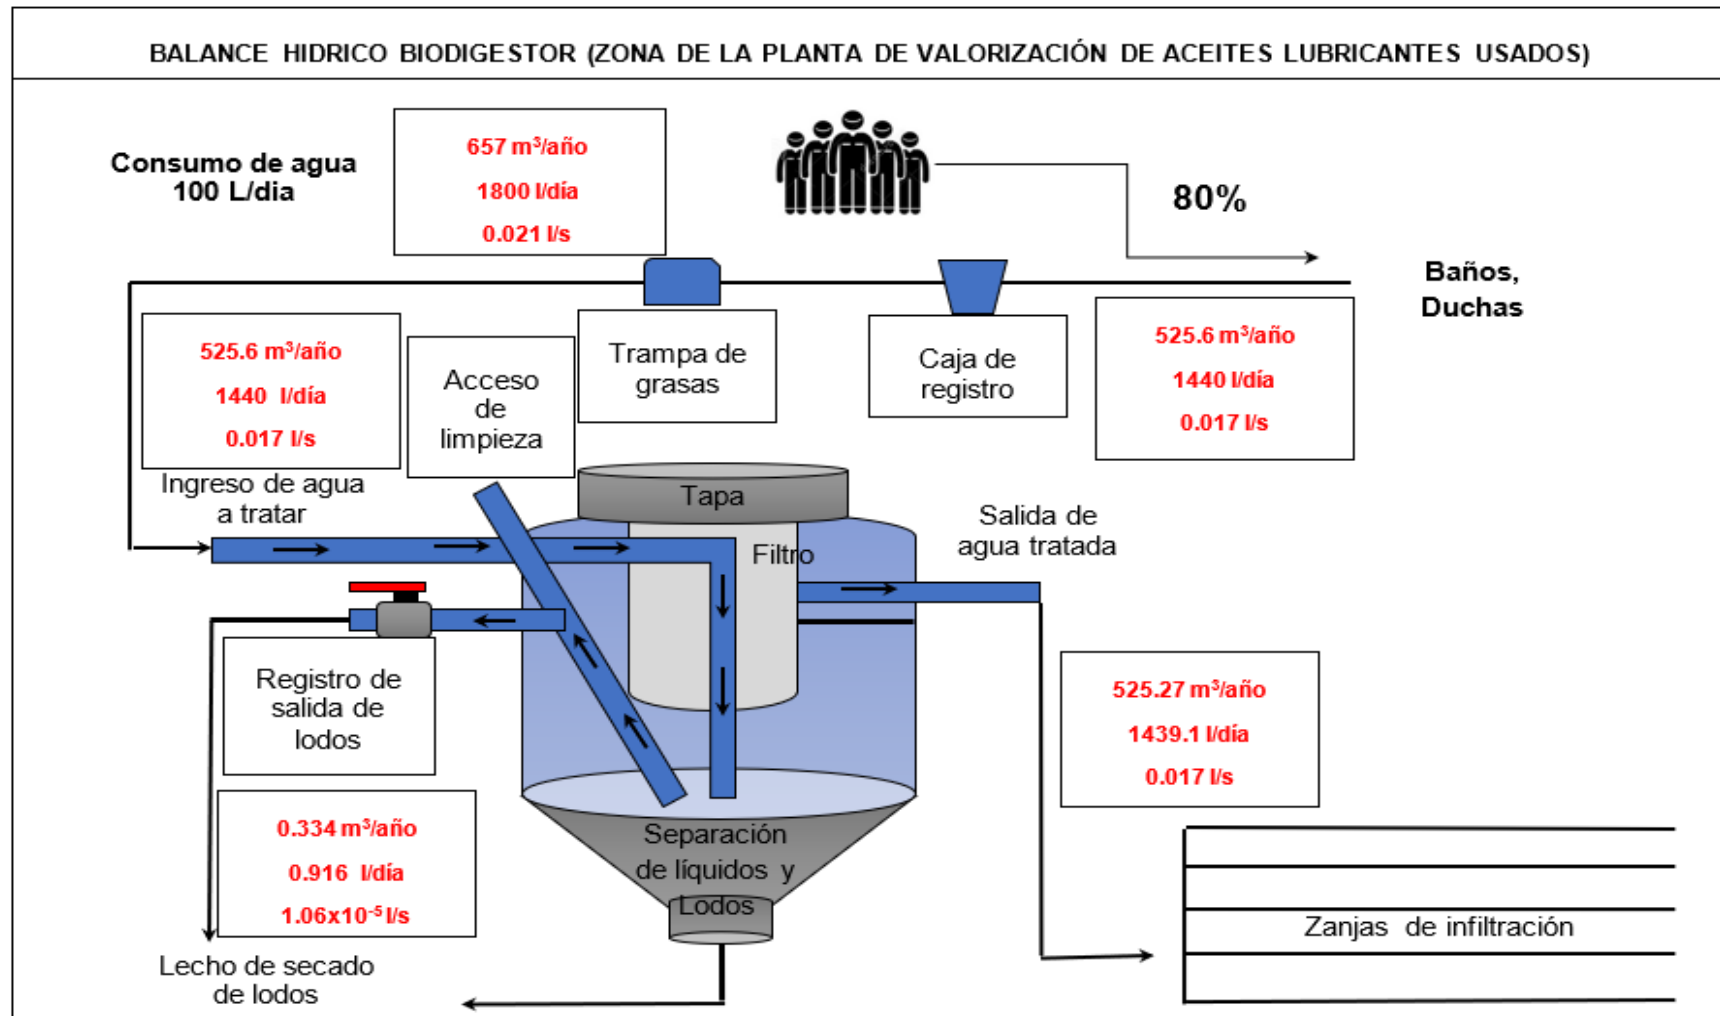 BALANCE HIDRICO BIODIGESTOR (ZONA DE LA PLANTA DE VALORIZACIÓN DE ACEITES LUBRICANTES USADOS)
Consumo de agua
100 L/dia
657 m³/año
1800 l/día
0.021 l/s
80%
Baños,
Duchas
525.6 m³/año
1440 l/día
0.017 l/s
Caja de
registro
Trampa de
grasas
525.6 m³/año
1440 l/día
0.017 l/s
Acceso
de
limpieza
Ingreso de agua
a tratar
Tapa
Filtro
Salida de
agua tratada
Registro de
salida de
lodos
0.334 m³/año
0.916 l/día
1.06x10⁻⁵ l/s
Lecho de secado
de lodos
Separación
de líquidos y
Lodos
525.27 m³/año
1439.1 l/día
0.017 l/s
Zanjas de infiltración